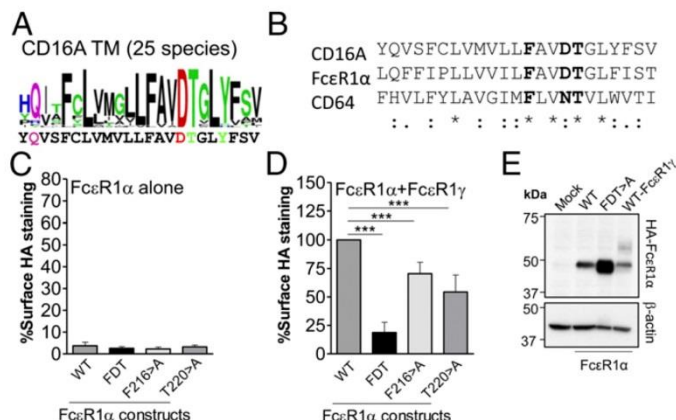 A
CD16A TM (25 species)
YQVSFCLVMVLLFAVDTGLYFSV
B
CD16A YQVSFCLVMVLLFAVDTGLYFSV
FcεR1α LQFFIPLLVVILFAVDTGLFIST
CD64 FHVLFYLAVGIMFLVNTVLWVTI
C
FcεR1α alone
%Surface HA staining
80
70
60
50
40
30
20
10
0
WT
FDT
F216>A
T220>A
FcεR1α constructs
D
FcεR1α+FcεR1γ
%Surface HA staining
150
125
100
75
50
25
0
***
***
***
WT
FDT
F216>A
T220>A
FcεR1α constructs
E
kDa
Mock
WT
FDT>A
WT-FcεR1γ
75
50
37
HA-FcεR1α
50
37
β-actin
FcεR1α